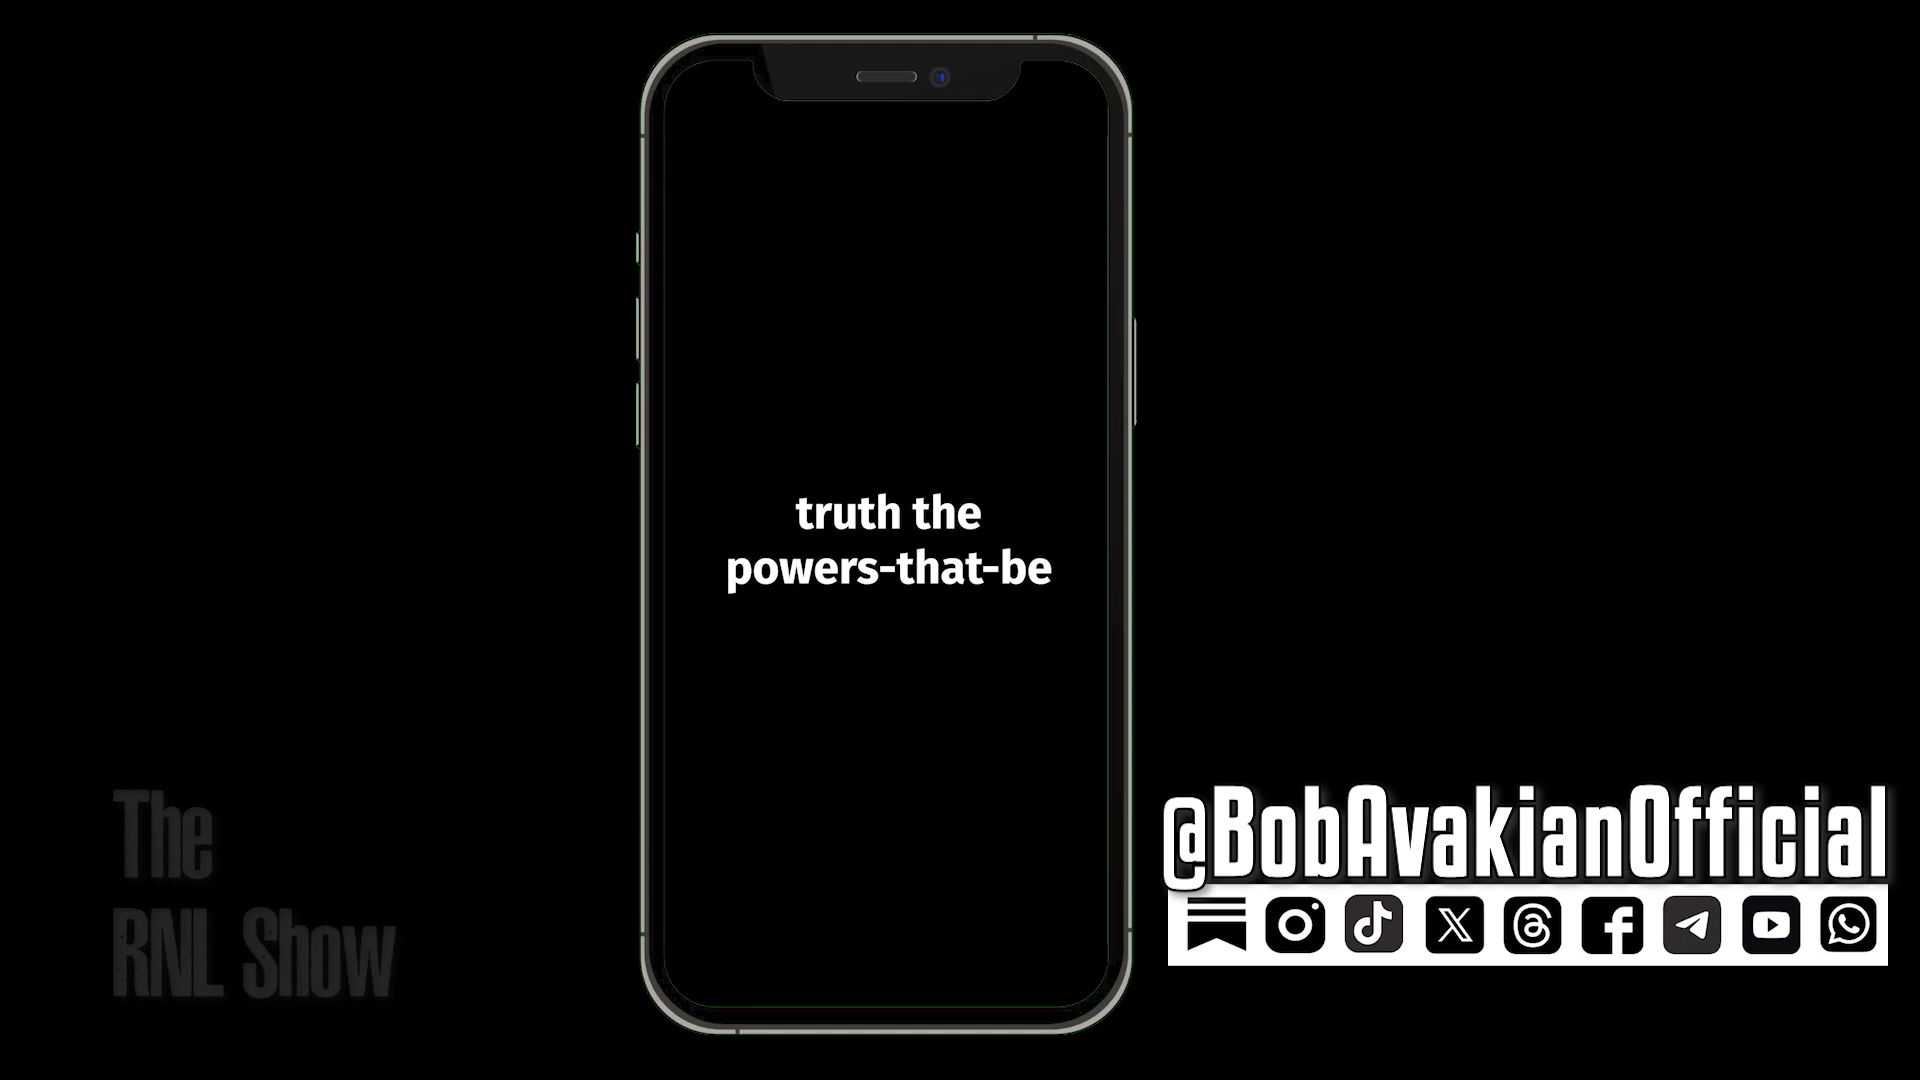 truth the
powers-that-be
The
RNL Show
@BobAvakianOfficial